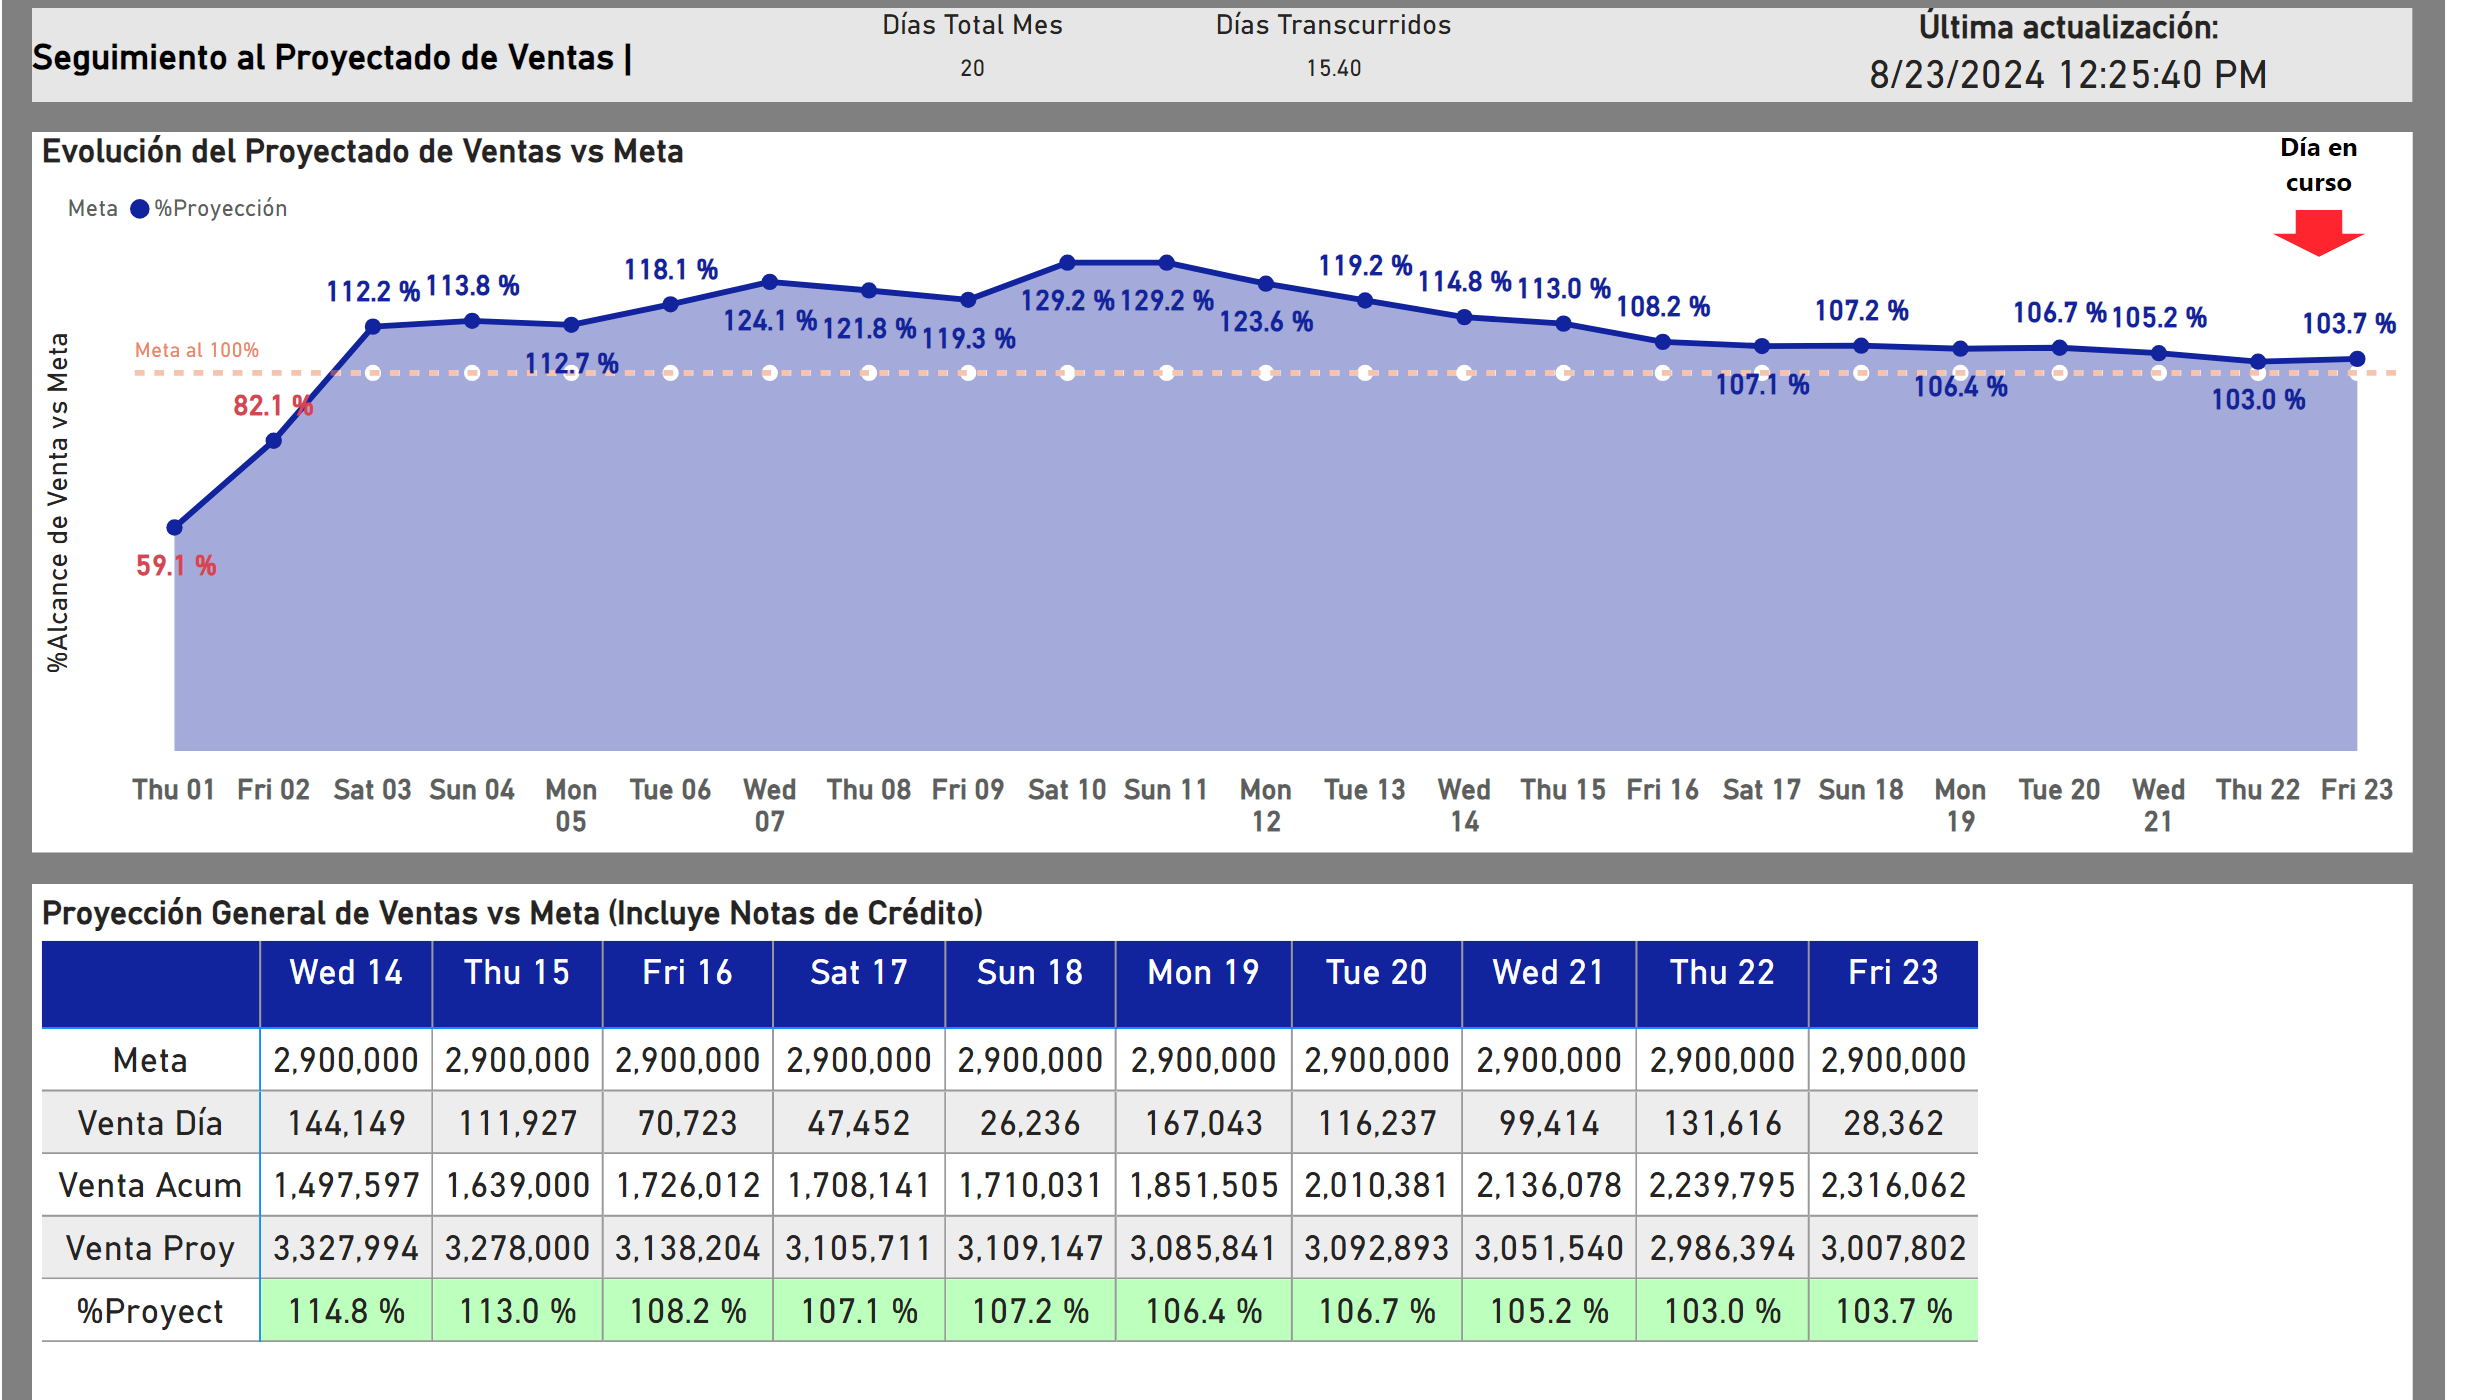 Seguimiento al Proyectado de Ventas |
Días Total Mes
20
Días Transcurridos
15.40
Última actualización:
8/23/2024 12:25:40 PM
Evolución del Proyectado de Ventas vs Meta
Día en
curso
Meta %Proyección
%Alcance de Venta vs Meta
Meta al 100%
59.1 %
82.1 %
112.2 %
113.8 %
112.7 %
118.1 %
124.1 %
121.8 %
119.3 %
129.2 %
129.2 %
123.6 %
119.2 %
114.8 %
113.0 %
108.2 %
107.1 %
107.2 %
106.4 %
106.7 %
105.2 %
103.0 %
103.7 %
Thu 01
Fri 02
Sat 03
Sun 04
Mon
05
Tue 06
Wed
07
Thu 08
Fri 09
Sat 10
Sun 11
Mon
12
Tue 13
Wed
14
Thu 15
Fri 16
Sat 17
Sun 18
Mon
19
Tue 20
Wed
21
Thu 22
Fri 23
Proyección General de Ventas vs Meta (Incluye Notas de Crédito)
Wed 14 Thu 15 Fri 16 Sat 17 Sun 18 Mon 19 Tue 20 Wed 21 Thu 22 Fri 23
Meta 2,900,000 2,900,000 2,900,000 2,900,000 2,900,000 2,900,000 2,900,000 2,900,000 2,900,000 2,900,000
Venta Día 144,149 111,927 70,723 47,452 26,236 167,043 116,237 99,414 131,616 28,362
Venta Acum 1,497,597 1,639,000 1,726,012 1,708,141 1,710,031 1,851,505 2,010,381 2,136,078 2,239,795 2,316,062
Venta Proy 3,327,994 3,278,000 3,138,204 3,105,711 3,109,147 3,085,841 3,092,893 3,051,540 2,986,394 3,007,802
%Proyect 114.8 % 113.0 % 108.2 % 107.1 % 107.2 % 106.4 % 106.7 % 105.2 % 103.0 % 103.7 %